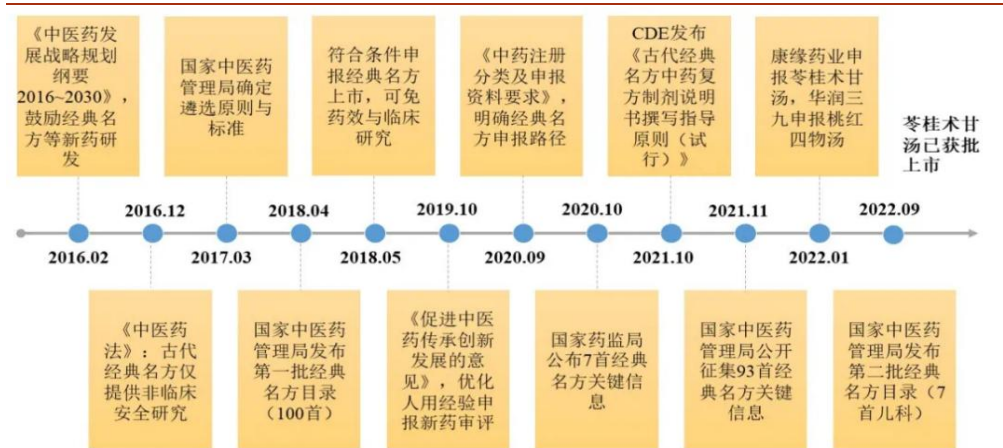 《中医药发
展战略规划
纲要
2016~2030》，
鼓励经典名
方等新药研
发
国家中医药
管理局确定
遴选原则与
标准
符合条件申
报经典名方
上市，可免
药效与临床
研究
《中药注册
分类及申报
资料要求》，
明确经典名
方申报路径
CDE发布
《古代经典
名方中药复
方制剂说明
书撰写指导
原则（试
行）》
康缘药业申
报苓桂术甘
汤，华润三
九申报桃红
四物汤
苓桂术甘
汤已获批
上市
2016.12
2018.04
2019.10
2020.10
2021.11
2022.09
2016.02
2017.03
2018.05
2020.09
2021.10
2022.01
《中医药
法》：古代
经典名方仅
提供非临床
安全研究
国家中医药
管理局发布
第一批经典
名方目录
（100首）
《促进中医
药传承创新
发展的意
见》，优化
人用经验申
报新药审评
国家药监局
公布7首经典
名方关键信
息
国家中医药
管理局公开
征集93首经
典名方关键
信息
国家中医药
管理局发布
第二批经典
名方目录（7
首儿科）